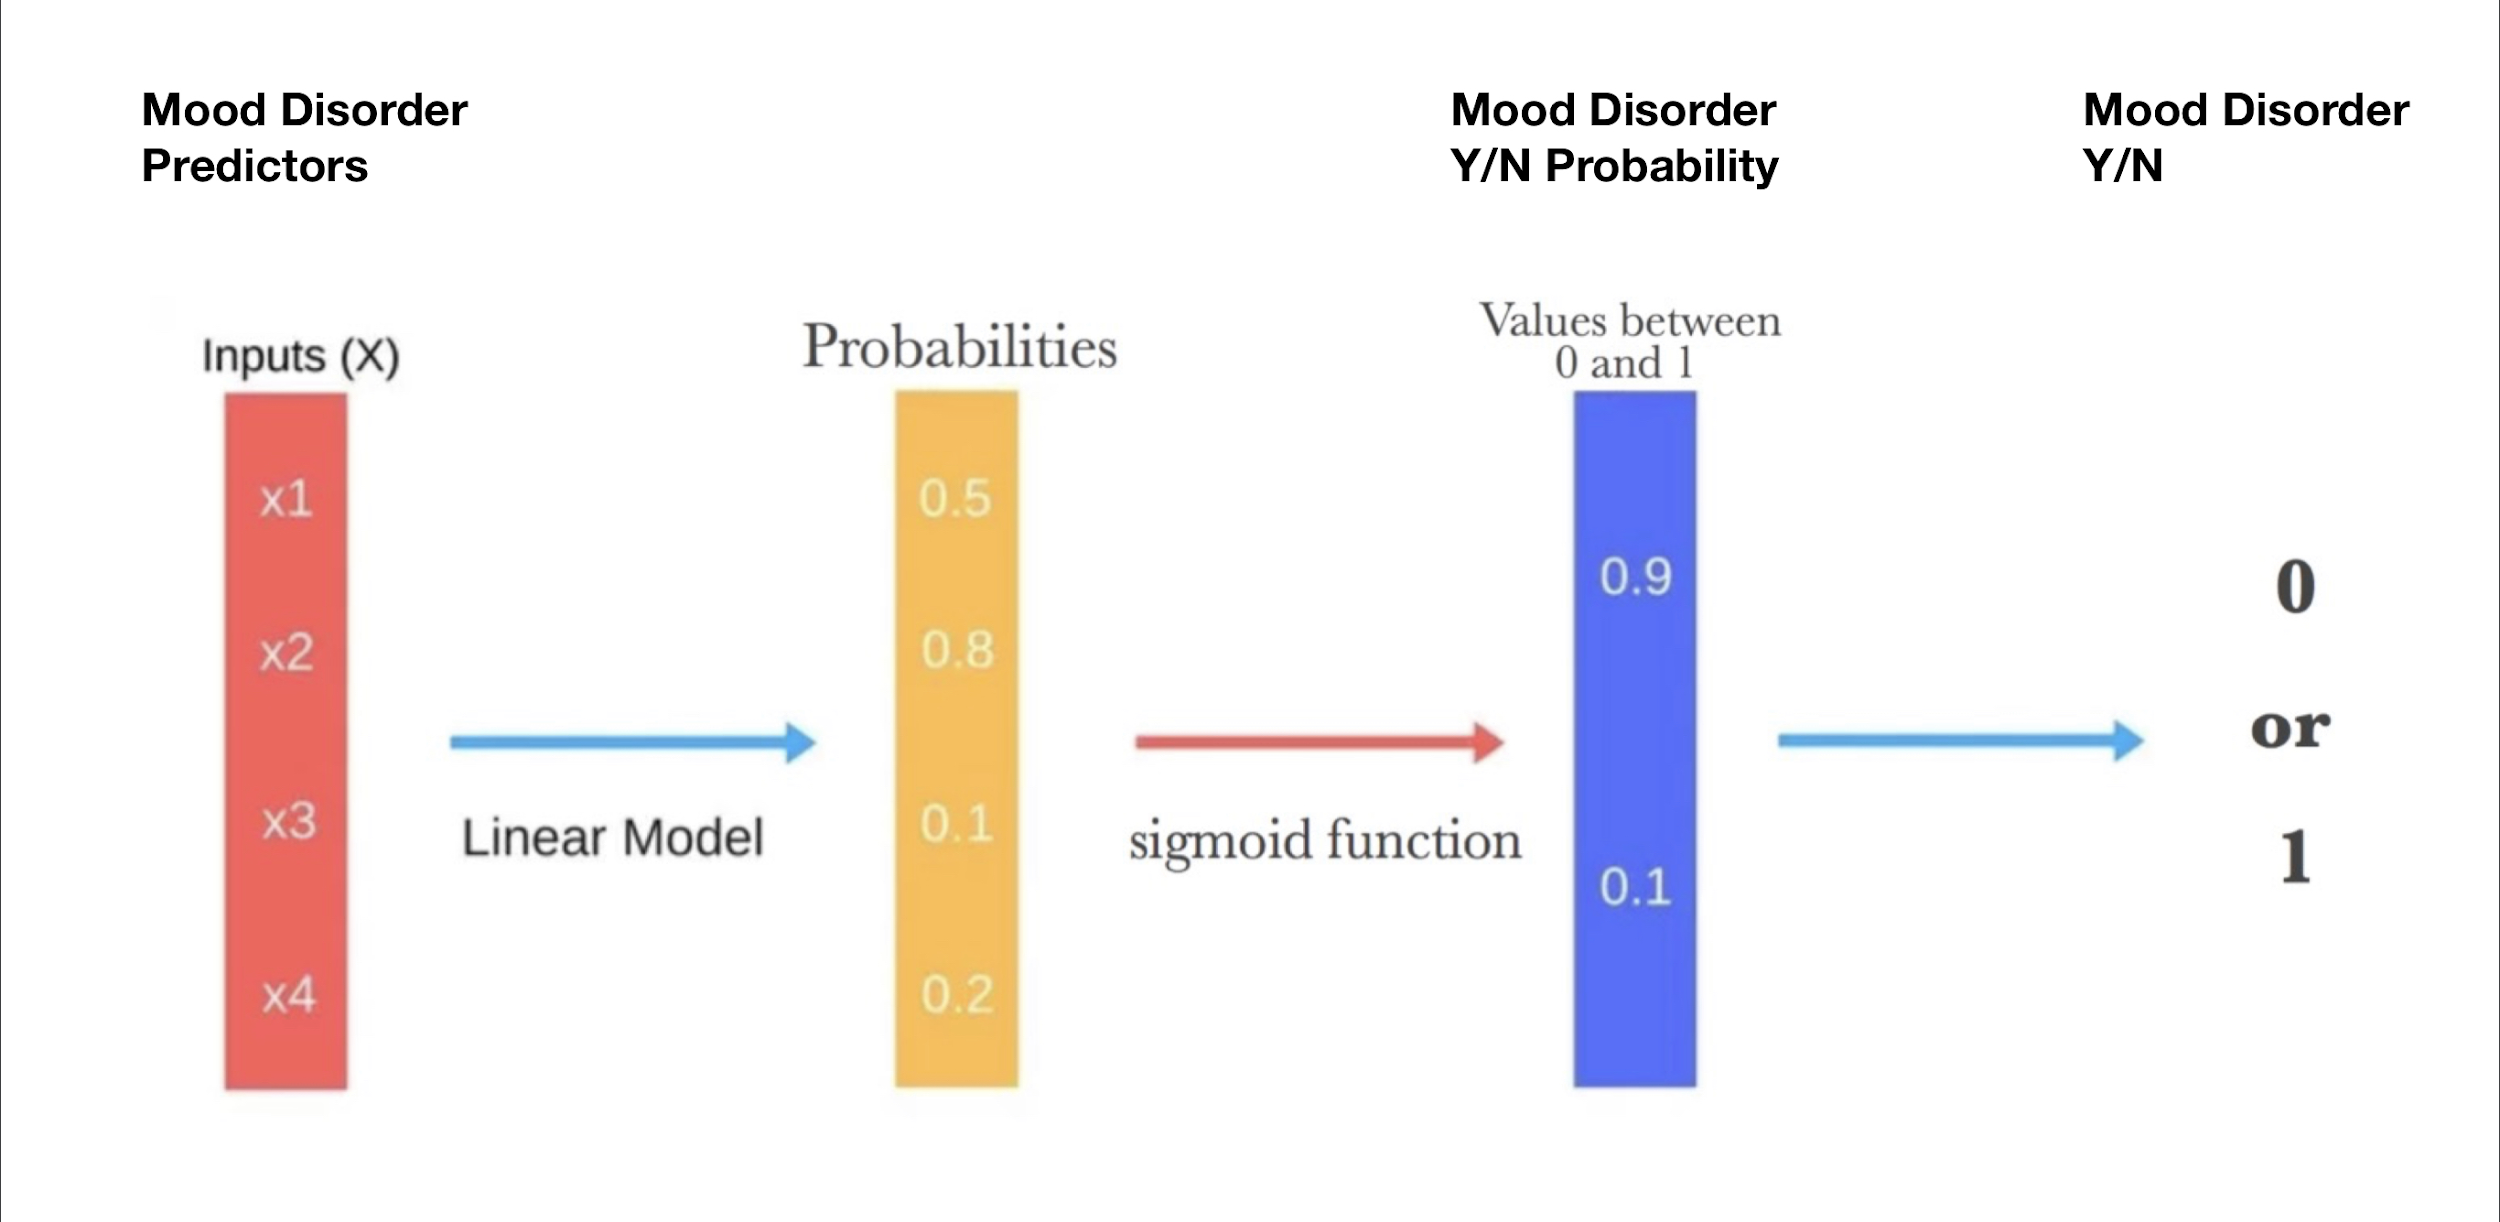 Mood Disorder
Predictors
Mood Disorder
Y/N Probability
Mood Disorder
Y/N
Inputs (X)
x1
x2
x3
x4
Linear Model
Probabilities
0.5
0.8
0.1
0.2
sigmoid function
Values between
0 and 1
0.9
0.1
0
or
1